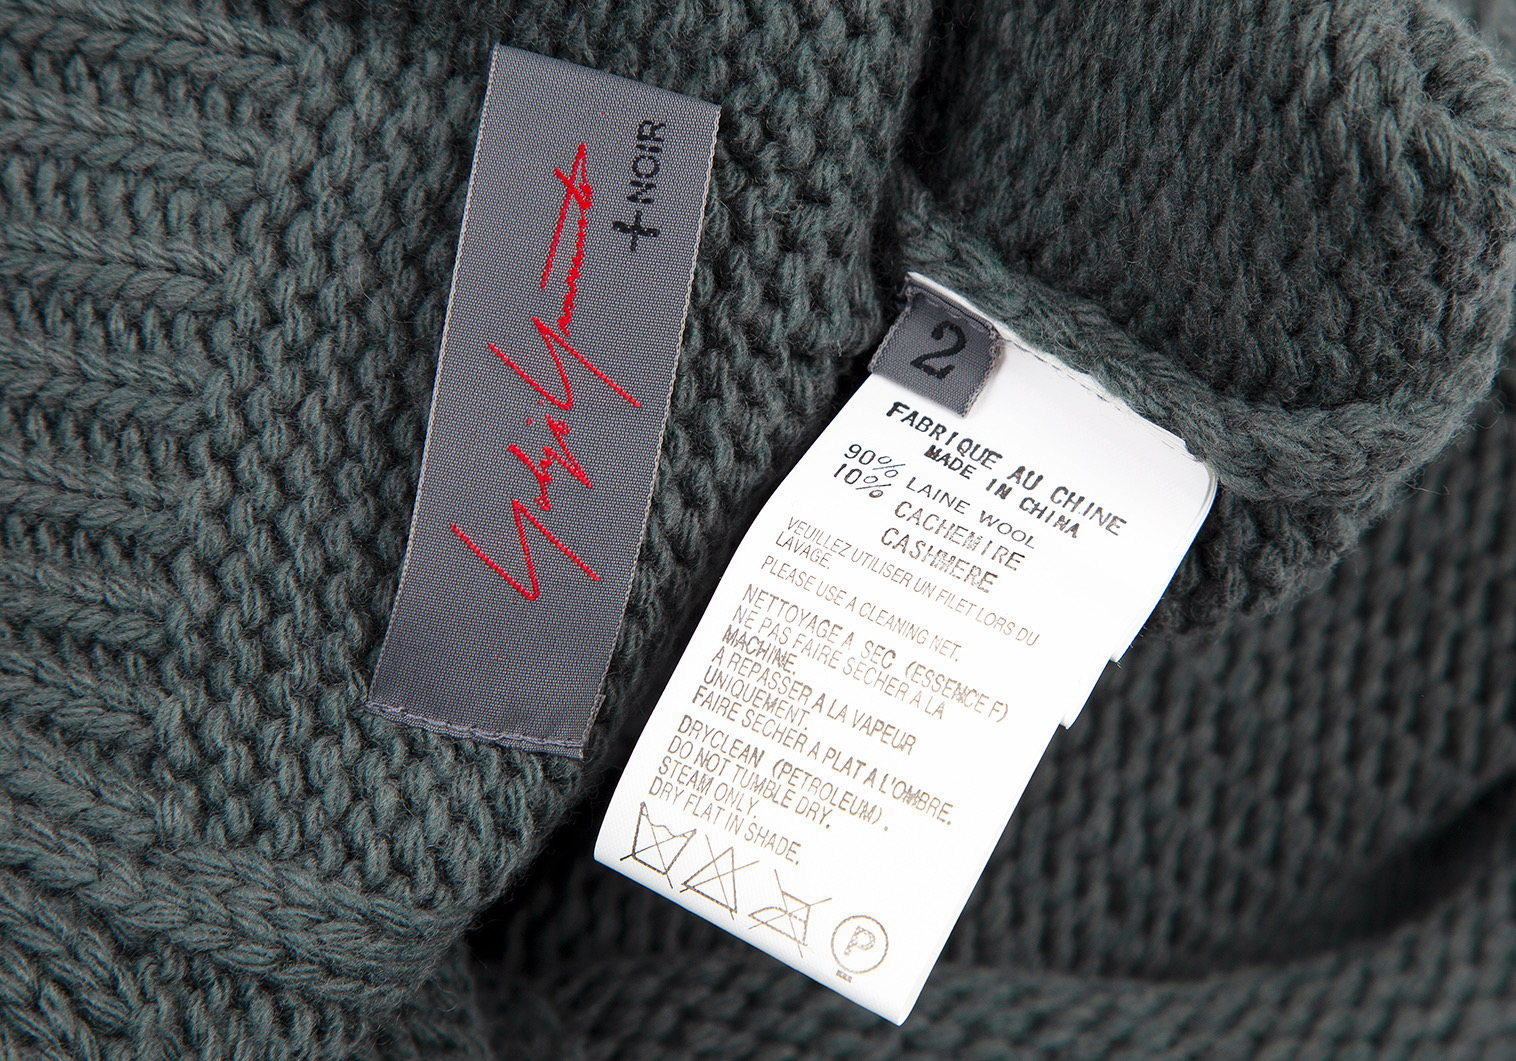 Yohji Yamamoto
+NOIR
2
FABRIQUE AU CHINE
MADE IN CHINA
90% LAINE WOOL
10% CACHEMIRE
CASHMERE
VEUILLEZ UTILISER UN FILET LORS DU
LAVAGE.
PLEASE USE A CLEANING NET.
NETTOYAGE A SEC (ESSENCE F)
NE PAS FAIRE SECHER A LA
MACHINE.
A REPASSER A LA VAPEUR
UNIQUEMENT.
FAIRE SECHER A PLAT A L'OMBRE.
DRYCLEAN (PETROLEUM).
DO NOT TUMBLE DRY.
STEAM ONLY.
DRY FLAT IN SHADE.
P